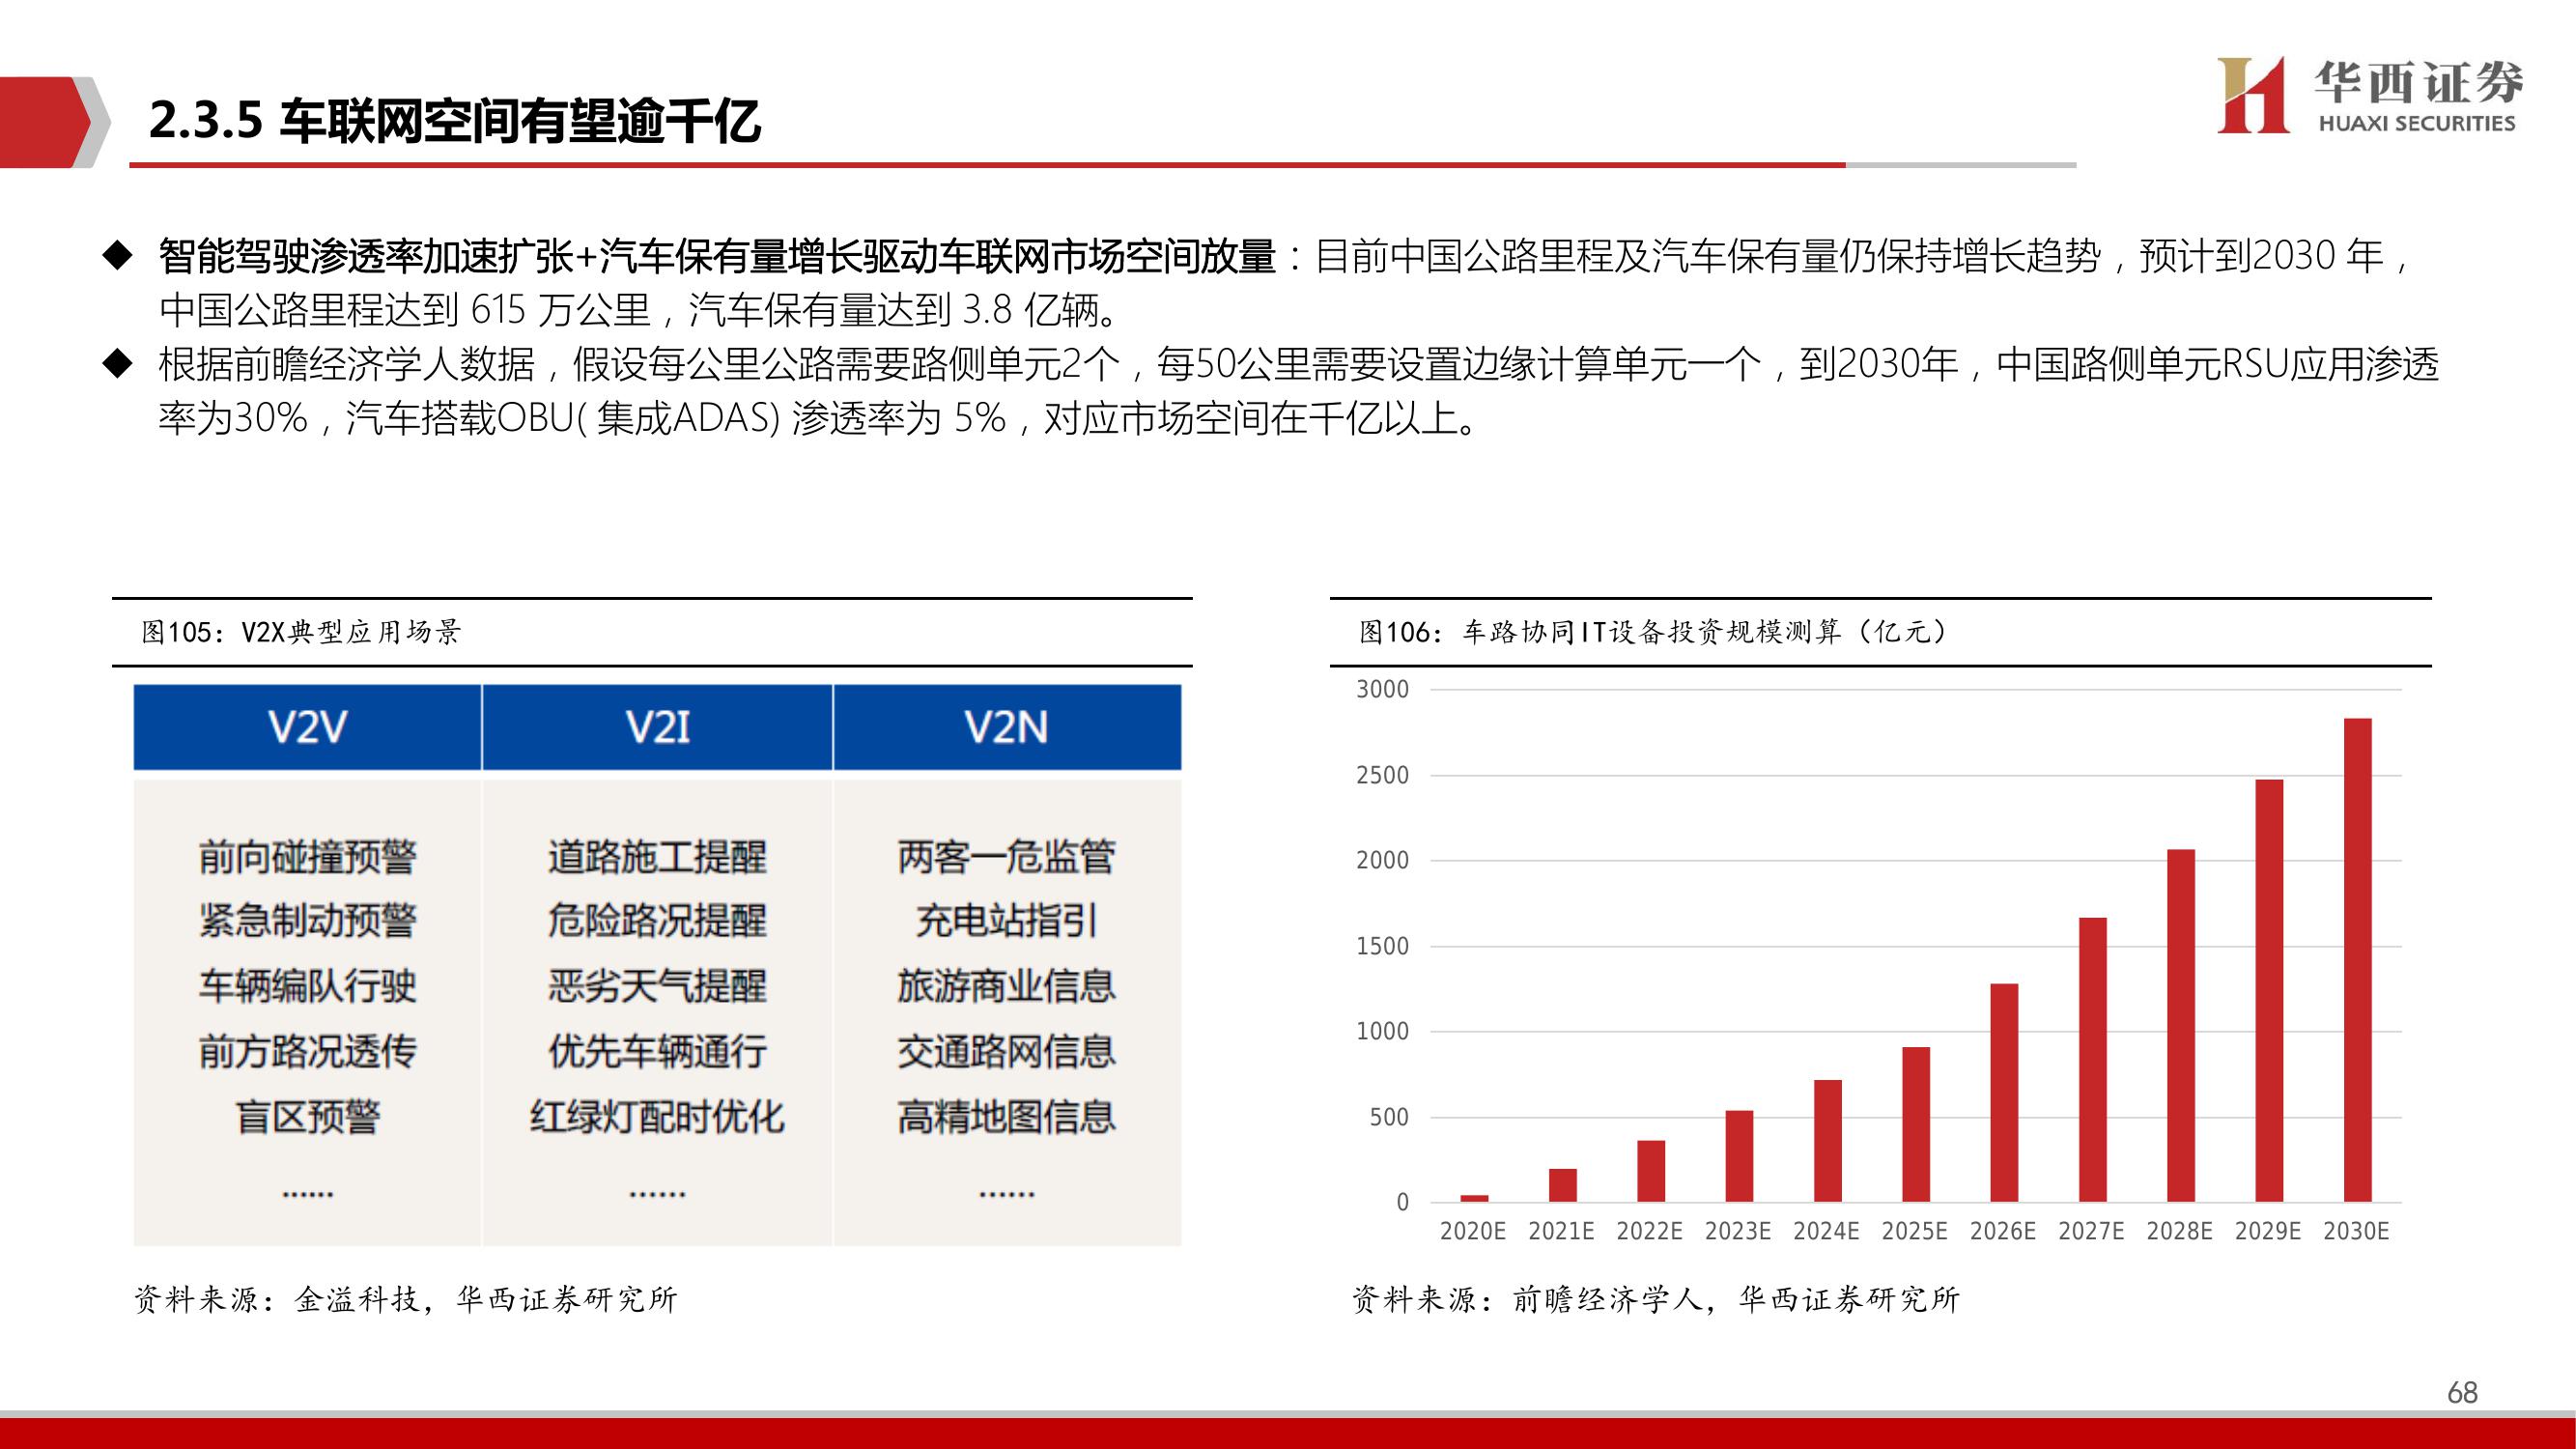 2.3.5 车联网空间有望逾千亿
华西证券
HUAXI SECURITIES
◆ 智能驾驶渗透率加速扩张+汽车保有量增长驱动车联网市场空间放量：目前中国公路里程及汽车保有量仍保持增长趋势，预计到2030 年，
中国公路里程达到 615 万公里，汽车保有量达到 3.8 亿辆。
◆ 根据前瞻经济学人数据，假设每公里公路需要路侧单元2个，每50公里需要设置边缘计算单元一个，到2030年，中国路侧单元RSU应用渗透
率为30%，汽车搭载OBU( 集成ADAS) 渗透率为 5%，对应市场空间在千亿以上。
图105：V2X典型应用场景
V2V V2I V2N
前向碰撞预警 道路施工提醒 两客一危监管
紧急制动预警 危险路况提醒 充电站指引
车辆编队行驶 恶劣天气提醒 旅游商业信息
前方路况透传 优先车辆通行 交通路网信息
盲区预警 红绿灯配时优化 高精地图信息
…… …… ……
资料来源：金溢科技，华西证券研究所
图106：车路协同IT设备投资规模测算（亿元）
3000
2500
2000
1500
1000
500
0
2020E 2021E 2022E 2023E 2024E 2025E 2026E 2027E 2028E 2029E 2030E
资料来源：前瞻经济学人，华西证券研究所
68